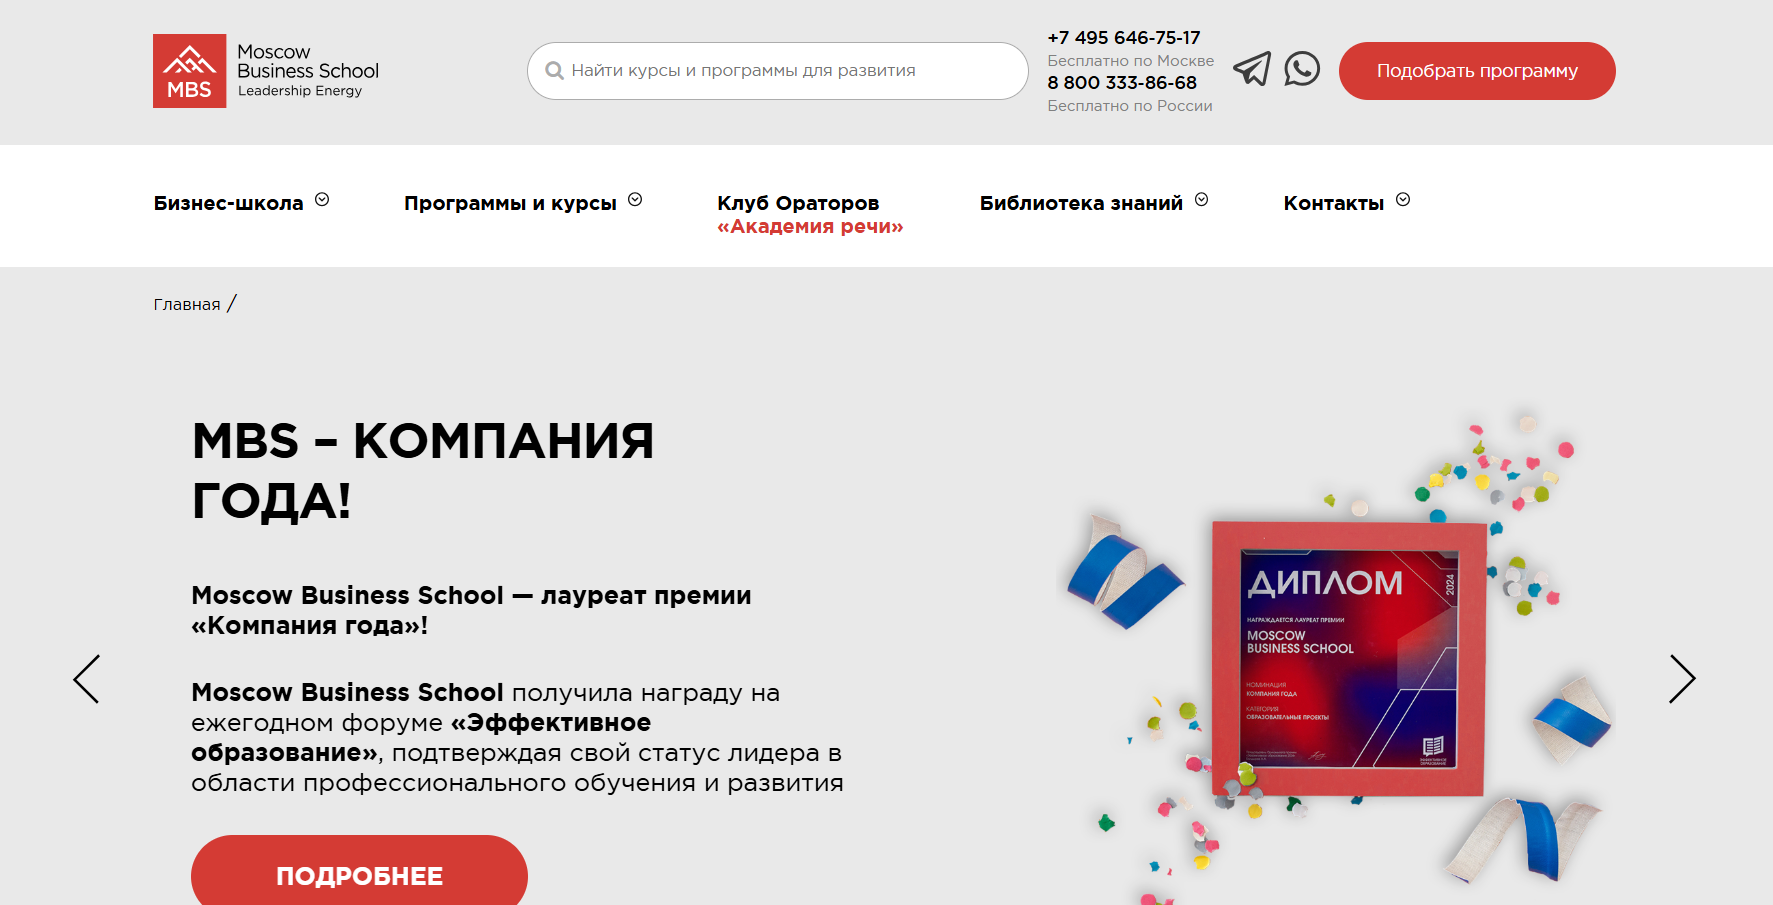 MBS
Moscow
Business School
Leadership Energy
Найти курсы и программы для развития
+7 495 646-75-17
Бесплатно по Москве
8 800 333-86-68
Бесплатно по России
Подобрать программу
Бизнес-школа
Программы и курсы
Клуб Ораторов
«Академия речи»
Библиотека знаний
Контакты
Главная /
MBS – КОМПАНИЯ
ГОДА!
Moscow Business School — лауреат премии
«Компания года»!
Moscow Business School получила награду на
ежегодном форуме «Эффективное
образование», подтверждая свой статус лидера в
области профессионального обучения и развития
ПОДРОБНЕЕ
ДИПЛОМ
2024
НАГРАЖДАЕТСЯ ЛАУРЕАТ ПРЕМИИ
MOSCOW
BUSINESS SCHOOL
НОМИНАЦИЯ
КОМПАНИЯ ГОДА
КАТЕГОРИЯ
ОБРАЗОВАТЕЛЬНЫЕ ПРОЕКТЫ
ЭФФЕКТИВНОЕ
ОБРАЗОВАНИЕ